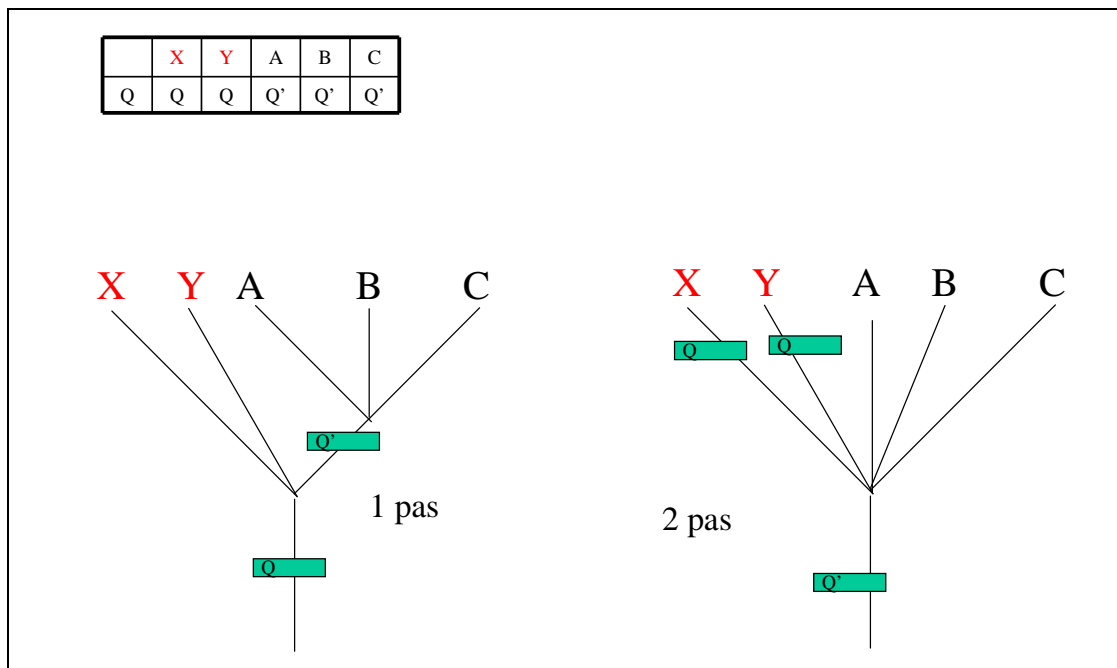 X Y A B C
Q Q Q Q’ Q’ Q’
X Y A B C
Q’
1 pas
Q
X Y A B C
Q Q
2 pas
Q’